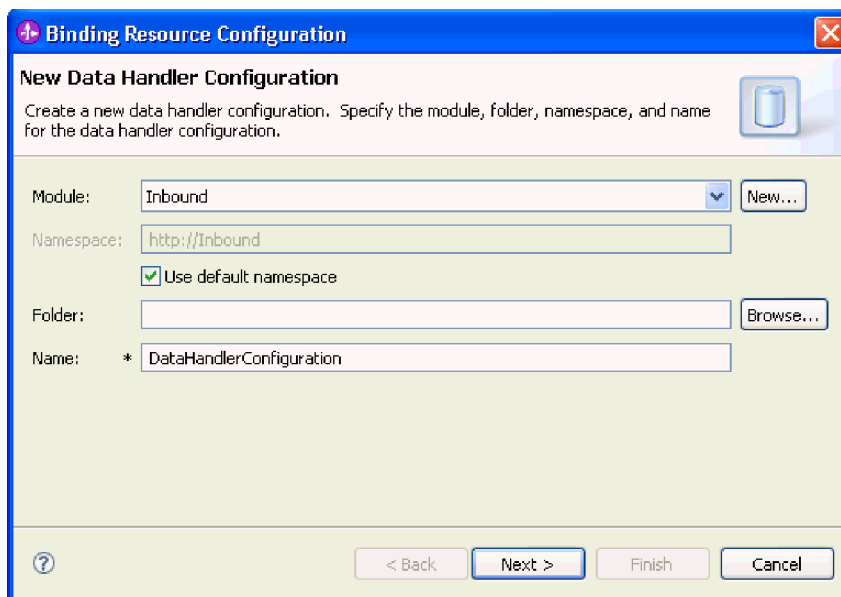 Binding Resource Configuration
New Data Handler Configuration
Create a new data handler configuration. Specify the module, folder, namespace, and name
for the data handler configuration.
Module: Inbound New...
Namespace: http://Inbound
Use default namespace
Folder: Browse...
Name: * DataHandlerConfiguration
? < Back Next > Finish Cancel